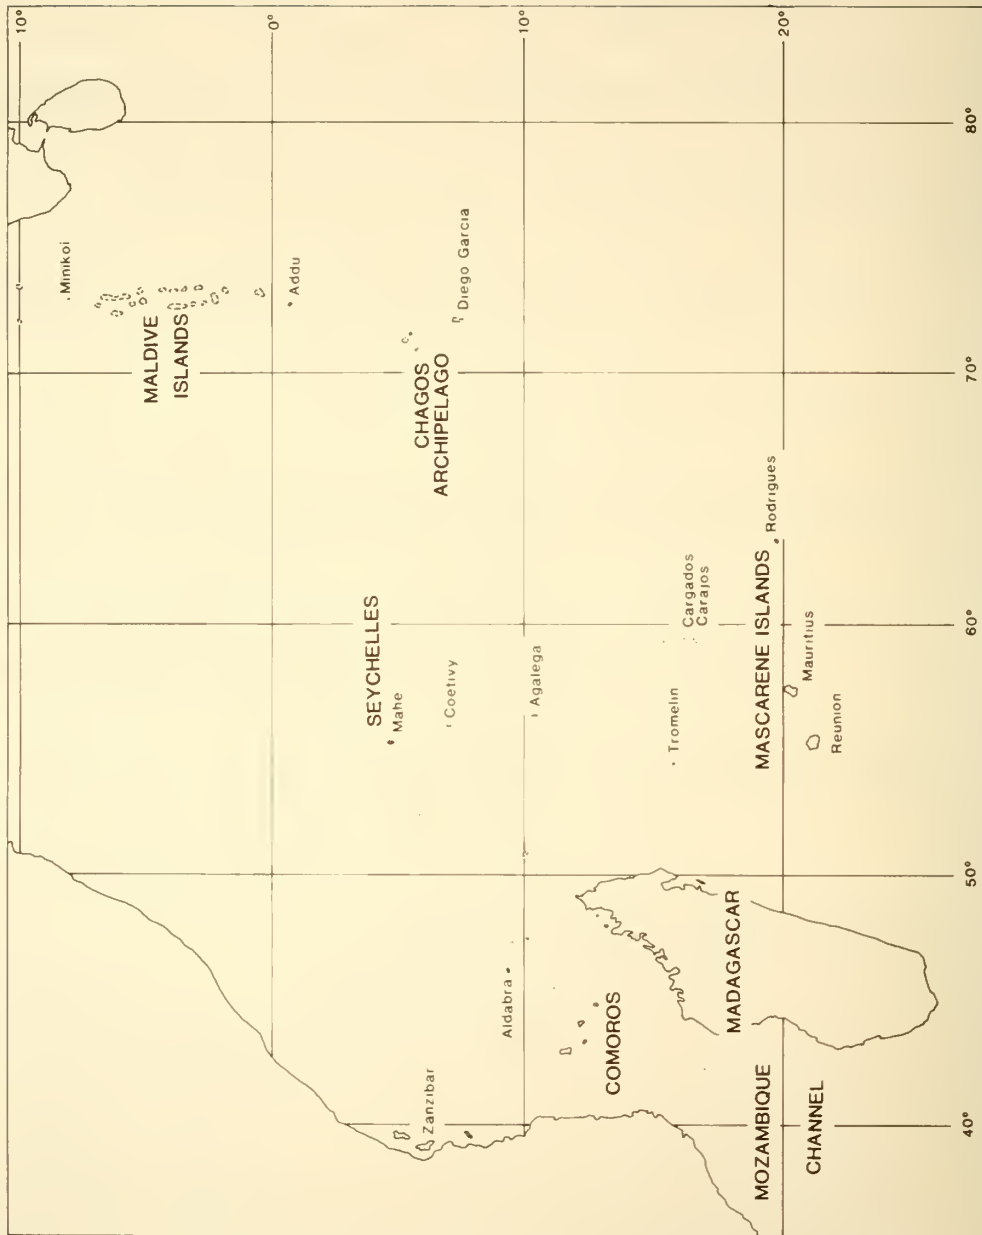 10°
0°
10°
20°
80°
70°
60°
50°
40°
Minikoi
MALDIVE
ISLANDS
Addu
Diego Garcia
CHAGOS
ARCHIPELAGO
SEYCHELLES
Mahe
Coetivy
Agalega
Cargados
Carajos
Tromelin
Rodrigues
MASCARENE ISLANDS
Mauritius
Reunion
Aldabra
COMOROS
MADAGASCAR
Zanzibar
MOZAMBIQUE
CHANNEL